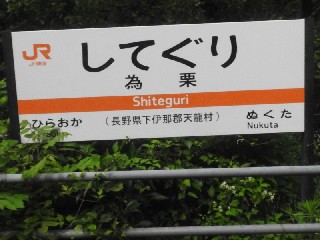 JR
JR東海
してぐり
為栗
Shiteguri
ひらおか
(長野県下伊那郡天龍村)
ぬくた
Nukuta